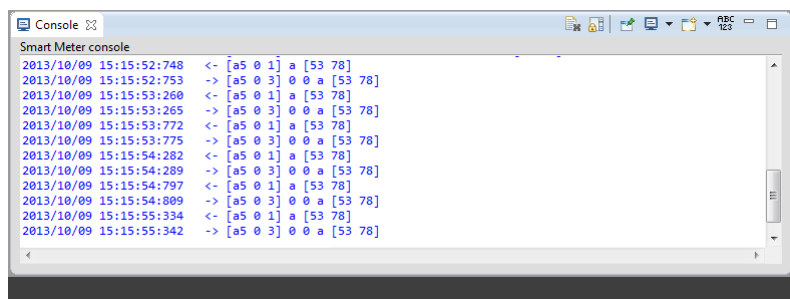 Console
ABC
123
Smart Meter console
2013/10/09 15:15:52:748 <- [a5 0 1] a [53 78]
2013/10/09 15:15:52:753 -> [a5 0 3] 0 0 a [53 78]
2013/10/09 15:15:53:260 <- [a5 0 1] a [53 78]
2013/10/09 15:15:53:265 -> [a5 0 3] 0 0 a [53 78]
2013/10/09 15:15:53:772 <- [a5 0 1] a [53 78]
2013/10/09 15:15:53:775 -> [a5 0 3] 0 0 a [53 78]
2013/10/09 15:15:54:282 <- [a5 0 1] a [53 78]
2013/10/09 15:15:54:289 -> [a5 0 3] 0 0 a [53 78]
2013/10/09 15:15:54:797 <- [a5 0 1] a [53 78]
2013/10/09 15:15:54:809 -> [a5 0 3] 0 0 a [53 78]
2013/10/09 15:15:55:334 <- [a5 0 1] a [53 78]
2013/10/09 15:15:55:342 -> [a5 0 3] 0 0 a [53 78]